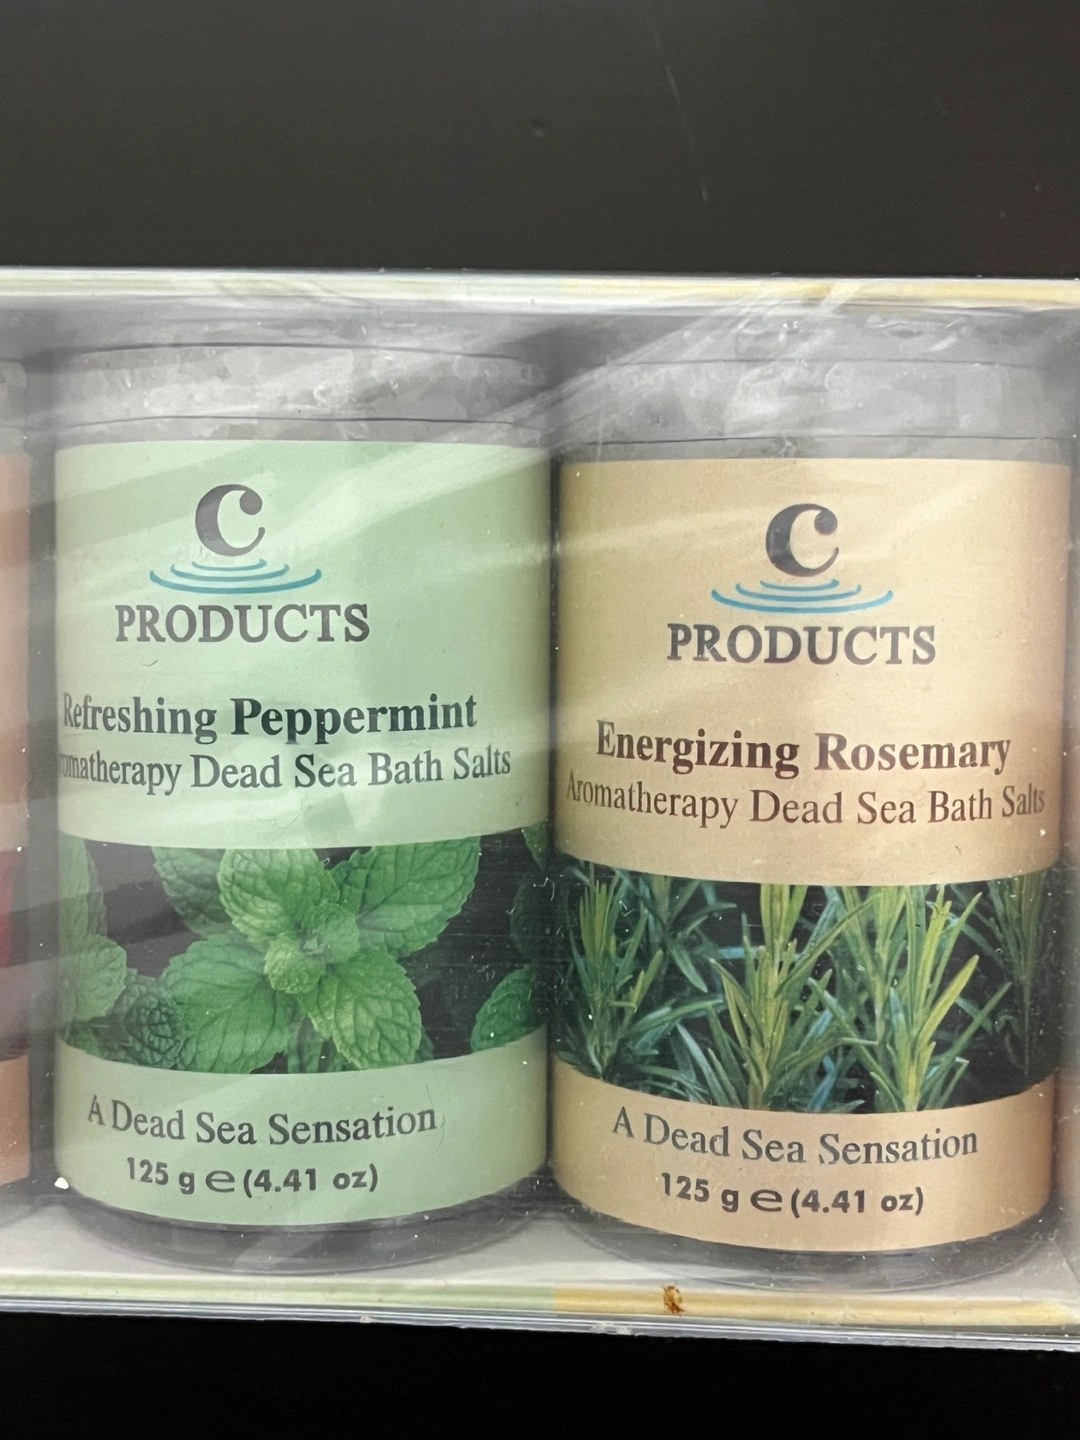 C
PRODUCTS
Refreshing Peppermint
Aromatherapy Dead Sea Bath Salts
A Dead Sea Sensation
125 g e (4.41 oz)
C
PRODUCTS
Energizing Rosemary
Aromatherapy Dead Sea Bath Salts
A Dead Sea Sensation
125 g e (4.41 oz)